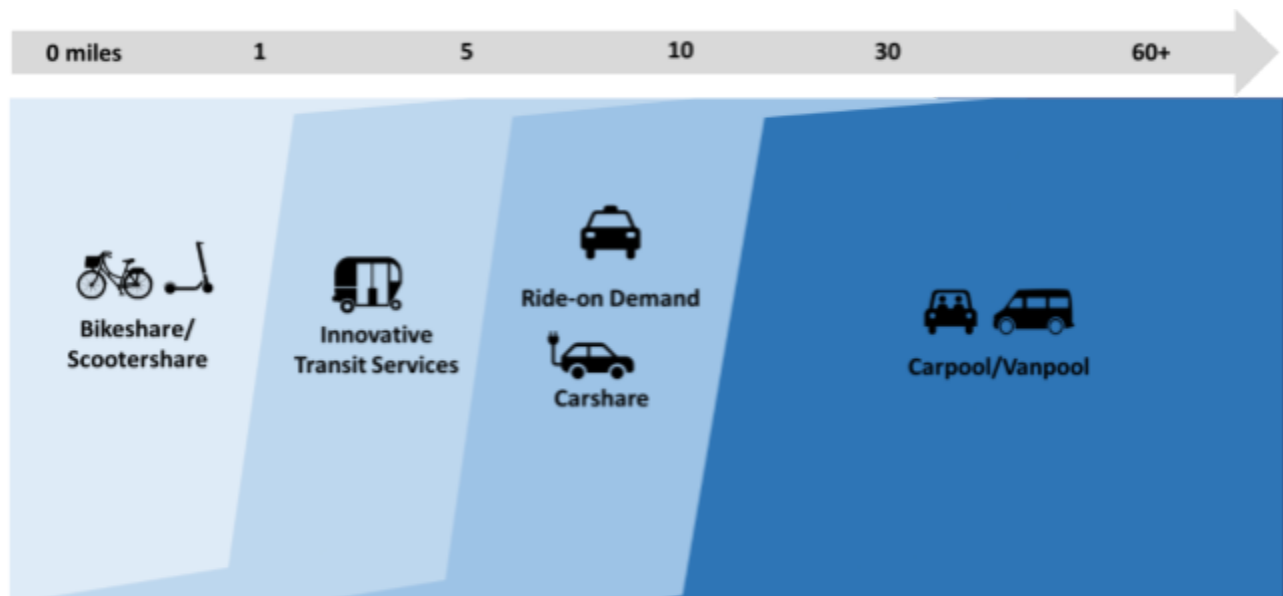 0 miles 1 5 10 30 60+
Bikeshare/
Scootershare
Innovative
Transit Services
Ride-on Demand
Carshare
Carpool/Vanpool